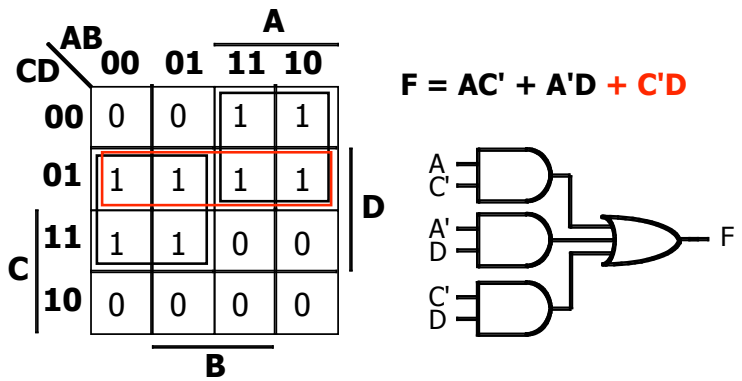 A
AB
CD 00 01 11 10
00 0 0 1 1
01 1 1 1 1
D
11 1 1 0 0
C
10 0 0 0 0
B
F = AC' + A'D + C'D
A
C'
A'
D
F
C'
D